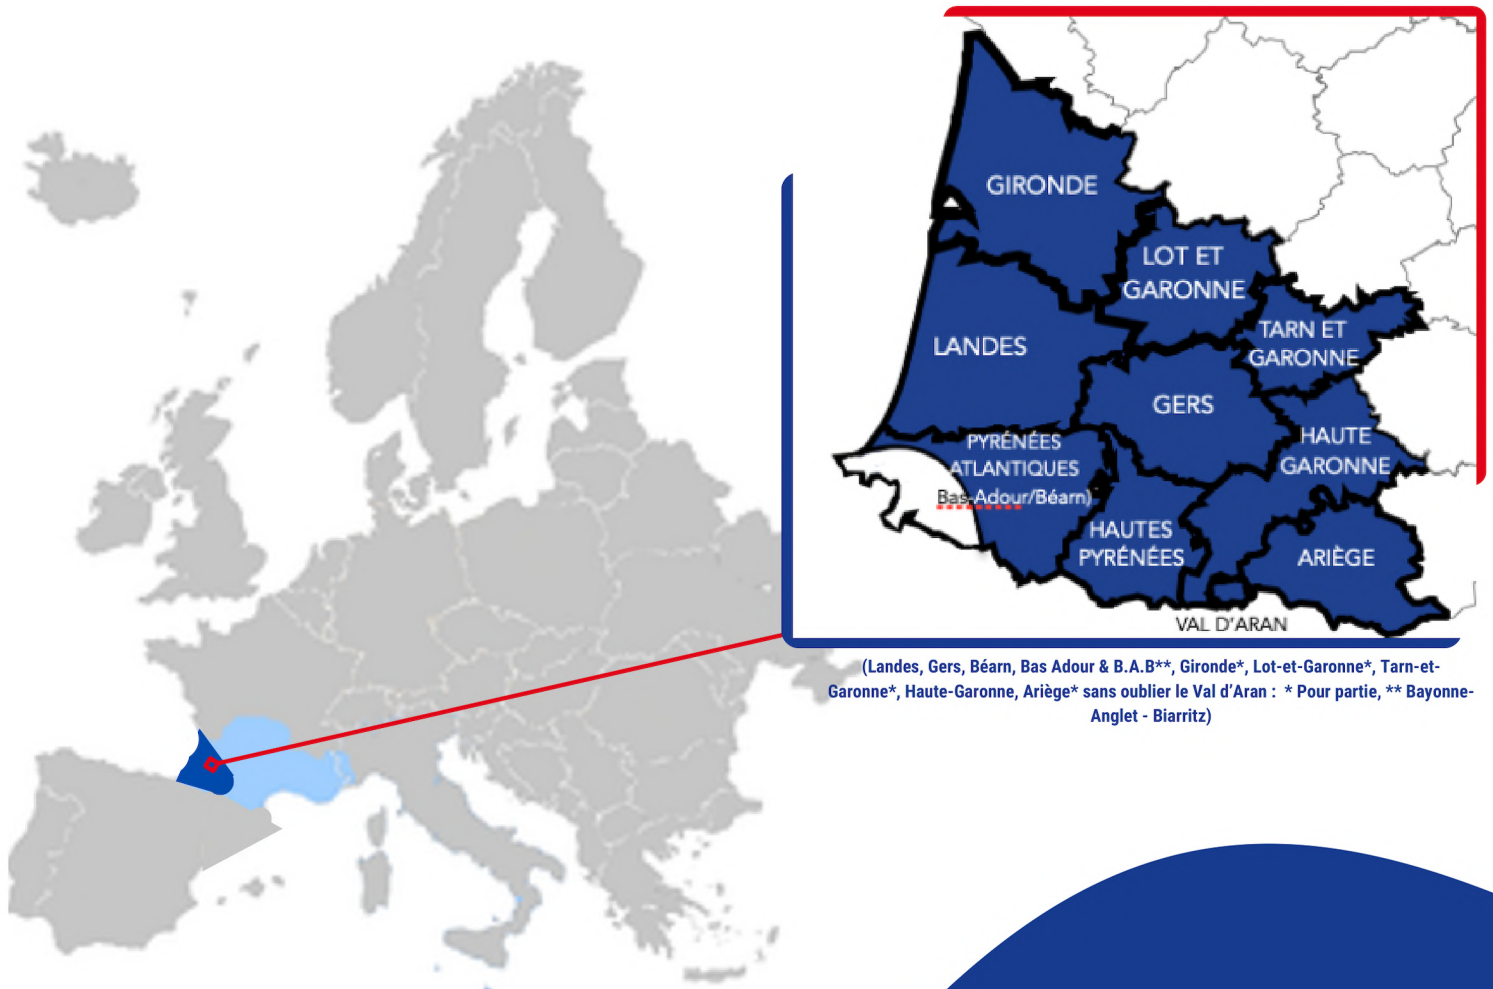 GIRONDE
LOT ET
GARONNE
TARN ET
GARONNE
LANDES
GERS
HAUTE
GARONNE
PYRÉNÉES
ATLANTIQUES
Bas-Adour/Béarn)
HAUTES
PYRÉNÉES
ARIÈGE
VAL D'ARAN
(Landes, Gers, Béarn, Bas Adour & B.A.B**, Gironde*, Lot-et-Garonne*, Tarn-et-
Garonne*, Haute-Garonne, Ariège* sans oublier le Val d'Aran : * Pour partie, ** Bayonne-
Anglet - Biarritz)